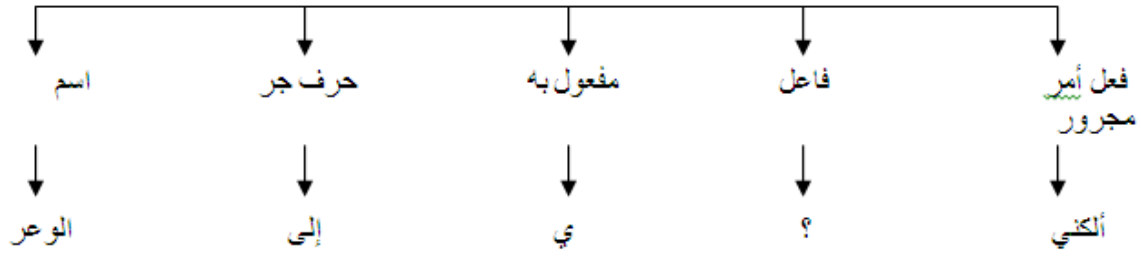 فعل أمر فاعل مفعول به حرف جر اسم
مجرور
ألكني ؟ ي إلى الوعر